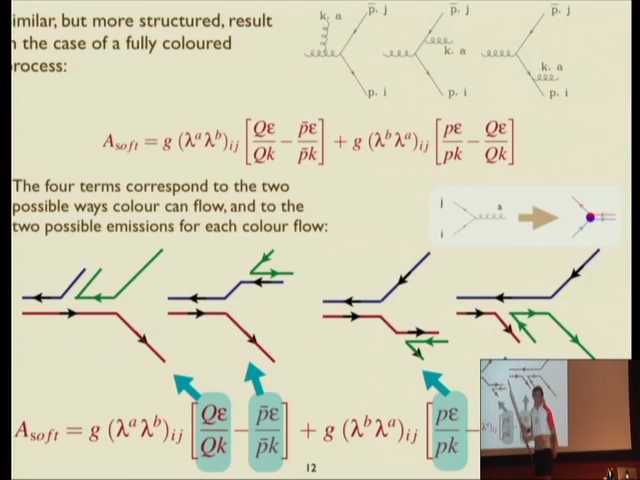 imilar, but more structured, result
the case of a fully coloured
rocess:
k, a
p̄, j
p, i
p̄, j
k, a
p, i
p̄, j
k, a
p, i
A_soft = g (λ^a λ^b)_ij [Qε/Qk − p̄ε/p̄k] + g (λ^b λ^a)_ij [pε/pk − Qε/Qk]
The four terms correspond to the two
possible ways colour can flow, and to the
two possible emissions for each colour flow:
j
a
i
A_soft = g (λ^a λ^b)_ij [Qε/Qk − p̄ε/p̄k] + g (λ^b λ^a)_ij [pε/pk −
12